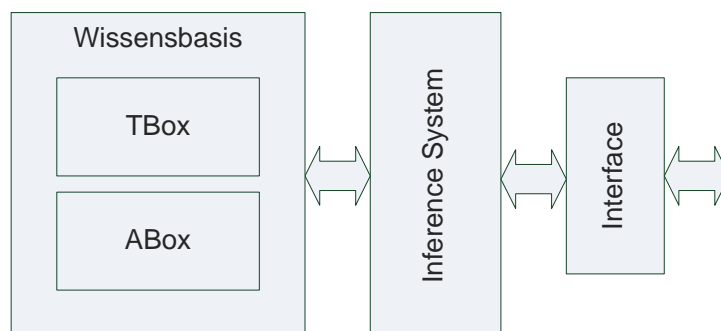 Wissensbasis
TBox
ABox
Inference System
Interface